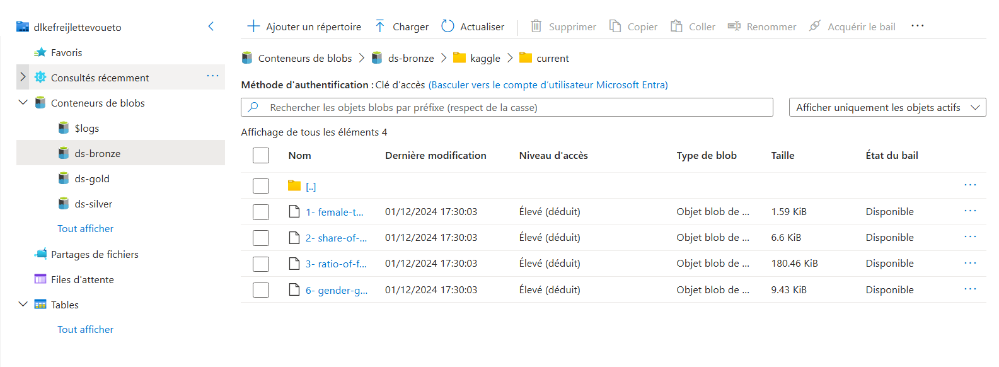 dlkefreijlettevoueto
Favoris
Consultés récemment ...
Conteneurs de blobs
$logs
ds-bronze
ds-gold
ds-silver
Tout afficher
Partages de fichiers
Files d'attente
Tables
Tout afficher
Ajouter un répertoire Charger Actualiser Supprimer Copier Coller Renommer Acquérir le bail ...
Conteneurs de blobs > ds-bronze > kaggle > current
Méthode d'authentification : Clé d'accès (Basculer vers le compte d'utilisateur Microsoft Entra)
Rechercher les objets blobs par préfixe (respect de la casse) Afficher uniquement les objets actifs
Affichage de tous les éléments 4
Nom Dernière modification Niveau d'accès Type de blob Taille État du bail
[..] ...
1- female-t... 01/12/2024 17:30:03 Élevé (déduit) Objet blob de ... 1.59 KiB Disponible ...
2- share-of-... 01/12/2024 17:30:03 Élevé (déduit) Objet blob de ... 6.6 KiB Disponible ...
3- ratio-of-f... 01/12/2024 17:30:03 Élevé (déduit) Objet blob de ... 180.46 KiB Disponible ...
6- gender-g... 01/12/2024 17:30:03 Élevé (déduit) Objet blob de ... 9.43 KiB Disponible ...